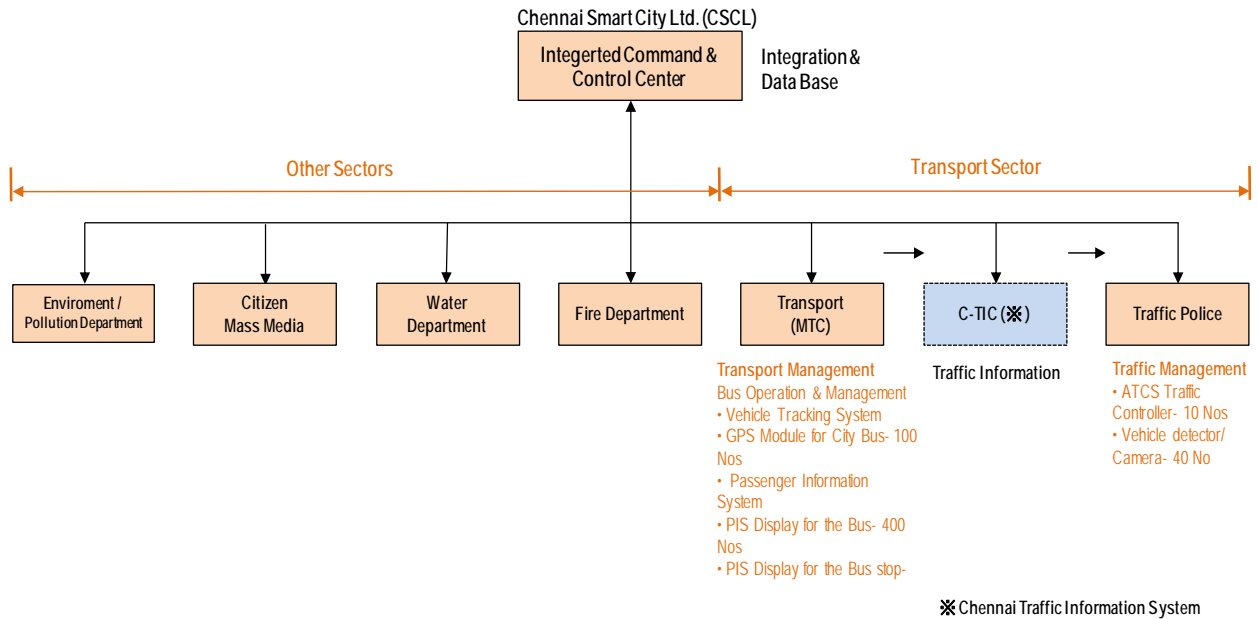 Chennai Smart City Ltd. (CSCL)
Integerted Command &
Control Center
Integration &
Data Base
Other Sectors
Transport Sector
Enviroment /
Pollution Department
Citizen
Mass Media
Water
Department
Fire Department
Transport
(MTC)
C-TIC (※)
Traffic Police
Transport Management
Bus Operation & Management
• Vehicle Tracking System
• GPS Module for City Bus- 100
Nos
• Passenger Information
System
• PIS Display for the Bus- 400
Nos
• PIS Display for the Bus stop-
Traffic Information
Traffic Management
• ATCS Traffic
Controller- 10 Nos
• Vehicle detector/
Camera- 40 No
※ Chennai Traffic Information System